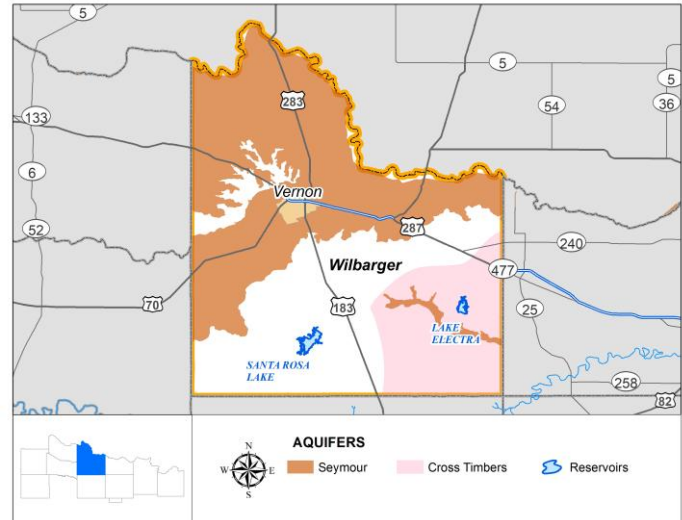 5
5
283
54
5
36
133
6
Vernon
52
287
240
Wilbarger
477
70
183
25
LAKE
ELECTRA
SANTA ROSA
LAKE
258
82
N
W
E
S
AQUIFERS
Seymour
Cross Timbers
Reservoirs